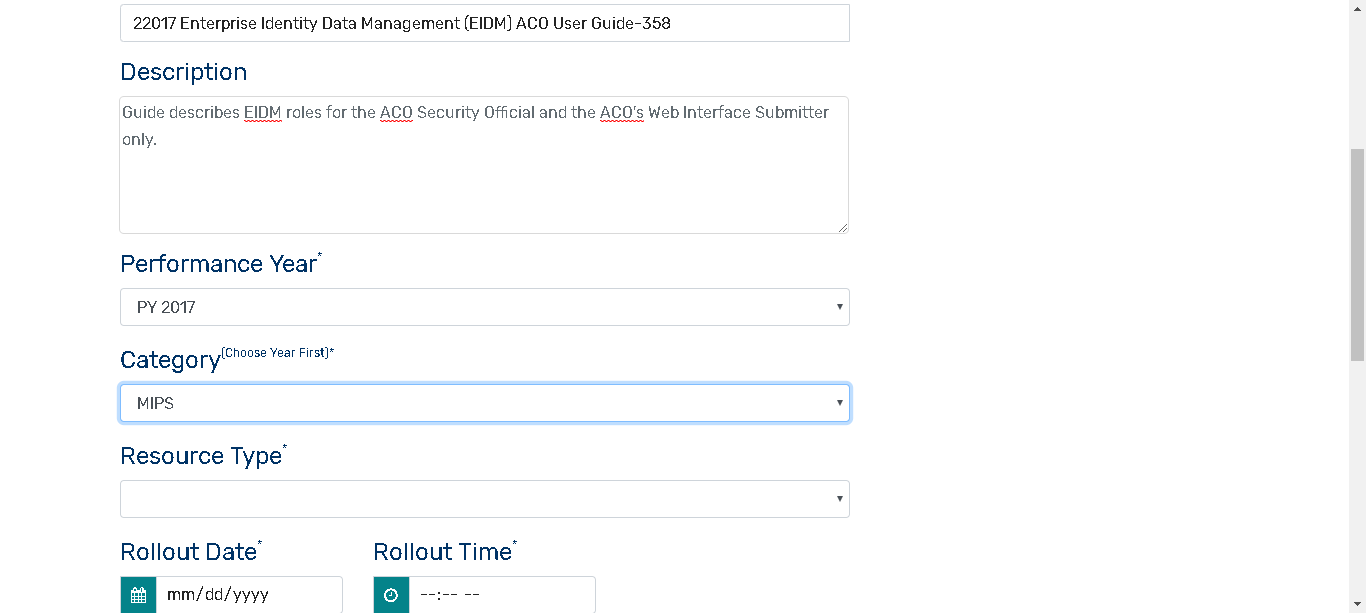 22017 Enterprise Identity Data Management (EIDM) ACO User Guide-358
Description
Guide describes EIDM roles for the ACO Security Official and the ACO's Web Interface Submitter
only.
Performance Year*
PY 2017
Category(Choose Year First)*
MIPS
Resource Type*
Rollout Date* Rollout Time*
mm/dd/yyyy --:-- --